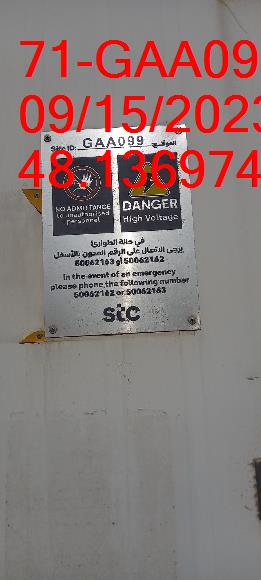 71-GAA09
09/15/2023
48.136974
Site ID: GAA099 الموقع:
NO ADMITTANCE
to unauthorised
Personnel
DANGER
High Voltage
في حالة الطوارئ
يرجى الاتصال على الرقم المدون بالأسفل
50062162 أو 50062163
In the event of an emergency
please phone, the following number
50062162 or 50062163
stc